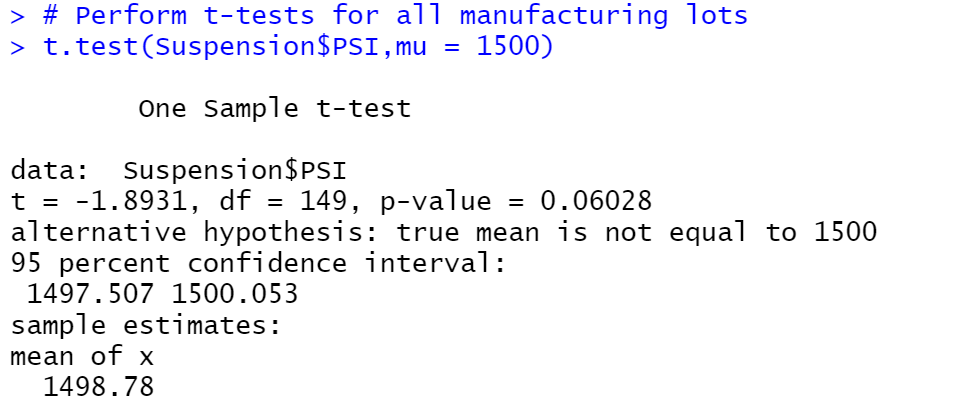 > # Perform t-tests for all manufacturing lots
> t.test(Suspension$PSI,mu = 1500)
One Sample t-test
data:  Suspension$PSI
t = -1.8931, df = 149, p-value = 0.06028
alternative hypothesis: true mean is not equal to 1500
95 percent confidence interval:
1497.507 1500.053
sample estimates:
mean of x
1498.78